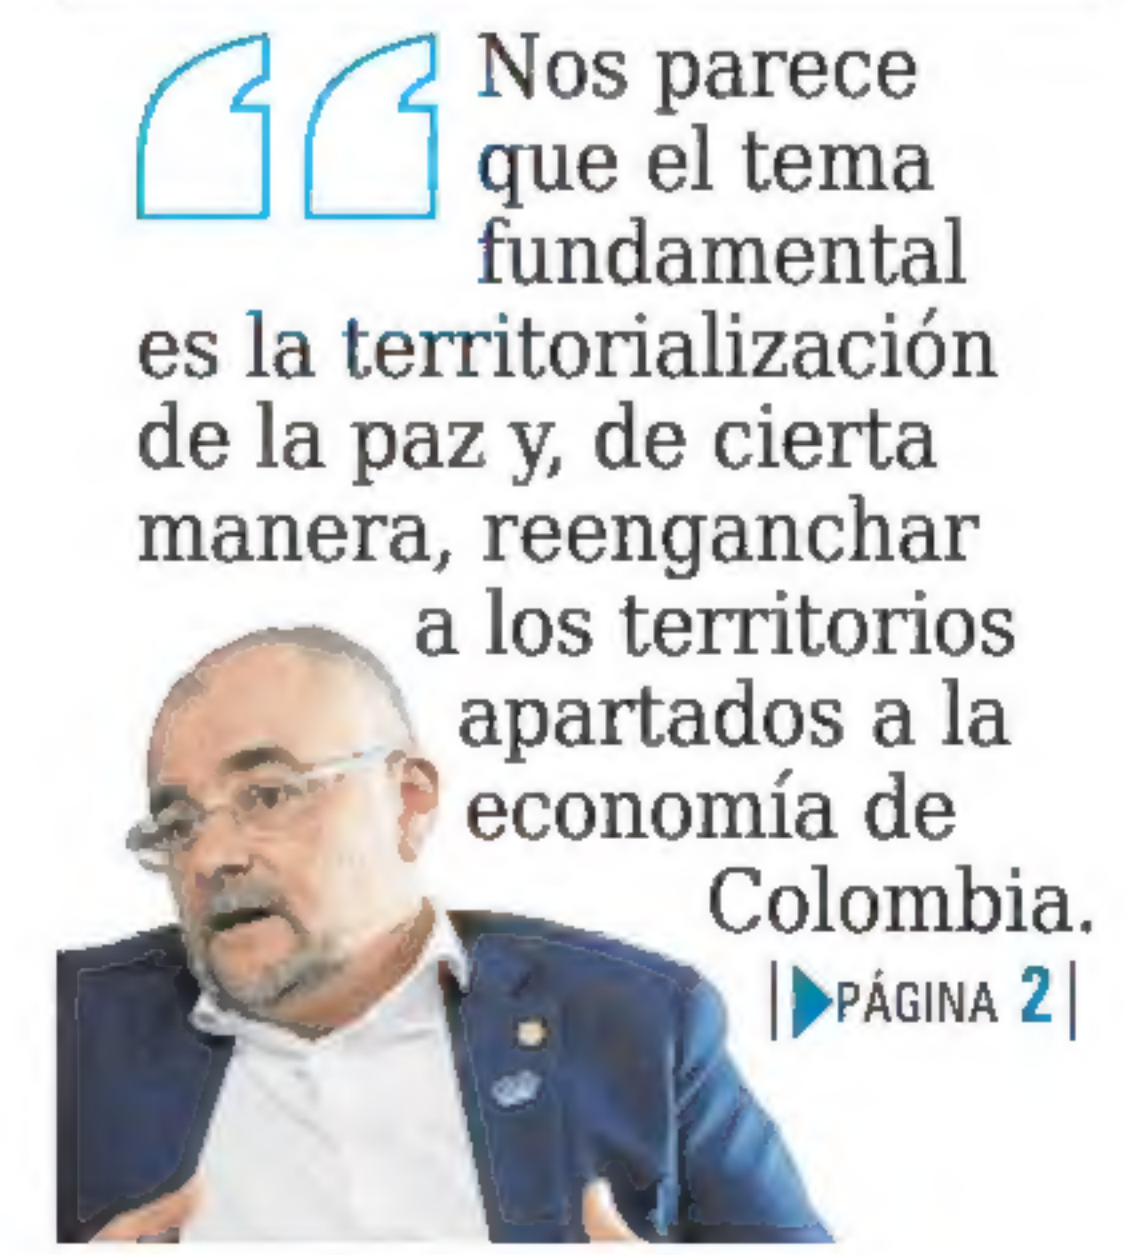 Nos parece
que el tema
fundamental
es la territorialización
de la paz y, de cierta
manera, reenganchar
a los territorios
apartados a la
economía de
Colombia.
PÁGINA 2